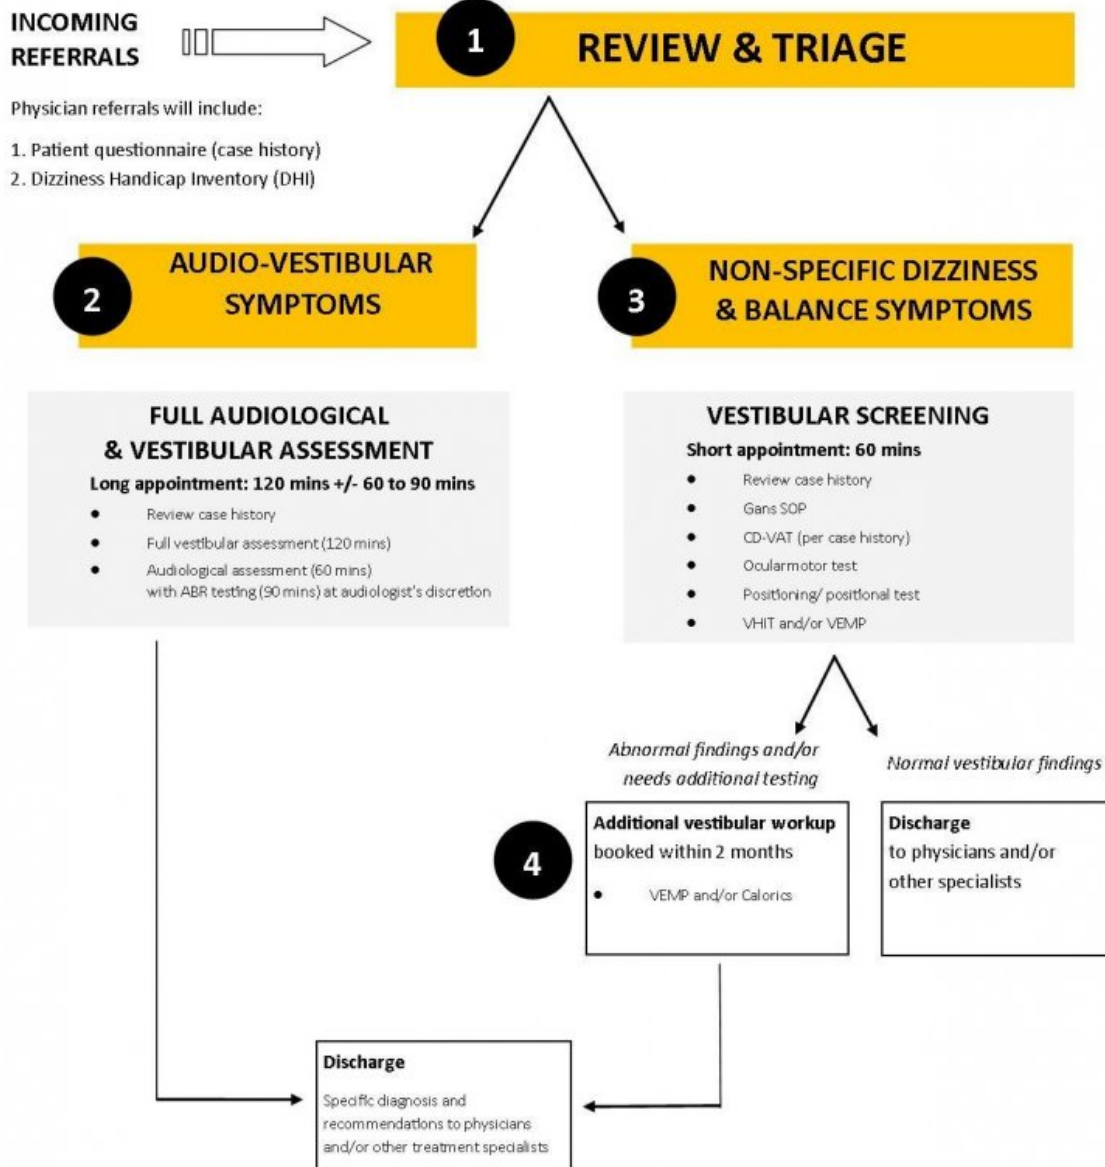 INCOMING
REFERRALS
1
REVIEW & TRIAGE
Physician referrals will include:
1. Patient questionnaire (case history)
2. Dizziness Handicap Inventory (DHI)
2
AUDIO-VESTIBULAR
SYMPTOMS
3
NON-SPECIFIC DIZZINESS
& BALANCE SYMPTOMS
FULL AUDIOLOGICAL
& VESTIBULAR ASSESSMENT
Long appointment: 120 mins +/- 60 to 90 mins
● Review case history
● Full vestibular assessment (120 mins)
● Audiological assessment (60 mins)
with ABR testing (90 mins) at audiologist's discretion
VESTIBULAR SCREENING
Short appointment: 60 mins
● Review case history
● Gans SOP
● CD-VAT (per case history)
● Ocularmotor test
● Positioning/ positional test
● VHIT and/or VEMP
Abnormal findings and/or
needs additional testing
Normal vestibular findings
4
Additional vestibular workup
booked within 2 months
● VEMP and/or Calorics
Discharge
to physicians and/or
other specialists
Discharge
Specific diagnosis and
recommendations to physicians
and/or other treatment specialists